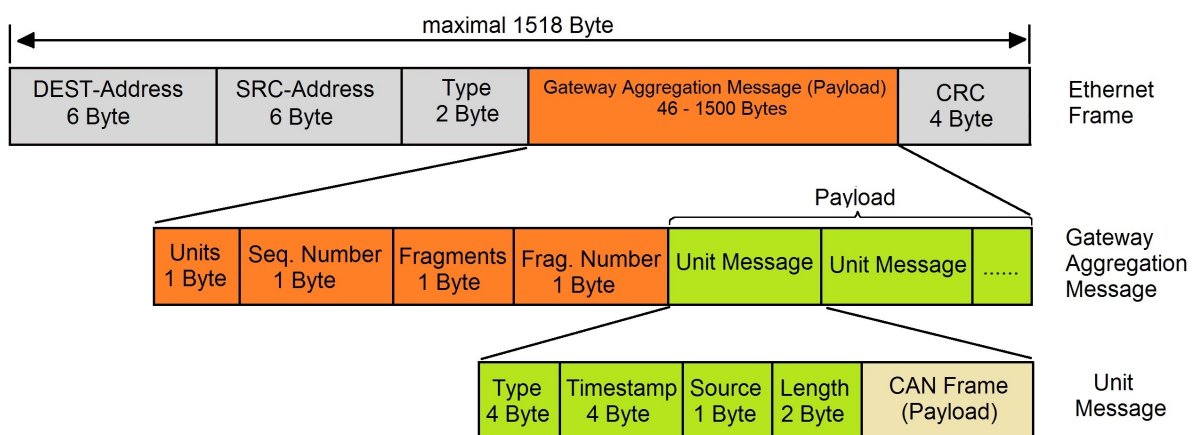 maximal 1518 Byte
DEST-Address
6 Byte
SRC-Address
6 Byte
Type
2 Byte
Gateway Aggregation Message (Payload)
46 - 1500 Bytes
CRC
4 Byte
Ethernet
Frame
Payload
Units
1 Byte
Seq. Number
1 Byte
Fragments
1 Byte
Frag. Number
1 Byte
Unit Message
Unit Message
......
Gateway
Aggregation
Message
Type
4 Byte
Timestamp
4 Byte
Source
1 Byte
Length
2 Byte
CAN Frame
(Payload)
Unit
Message